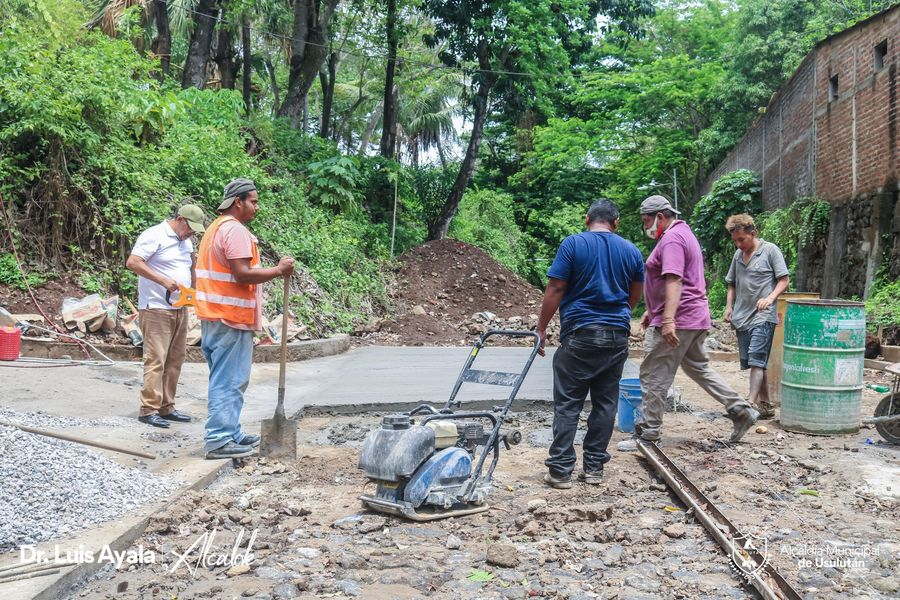 Dr. Luis Ayala
Alcalde
Alcaldía Municipal
de Usulután